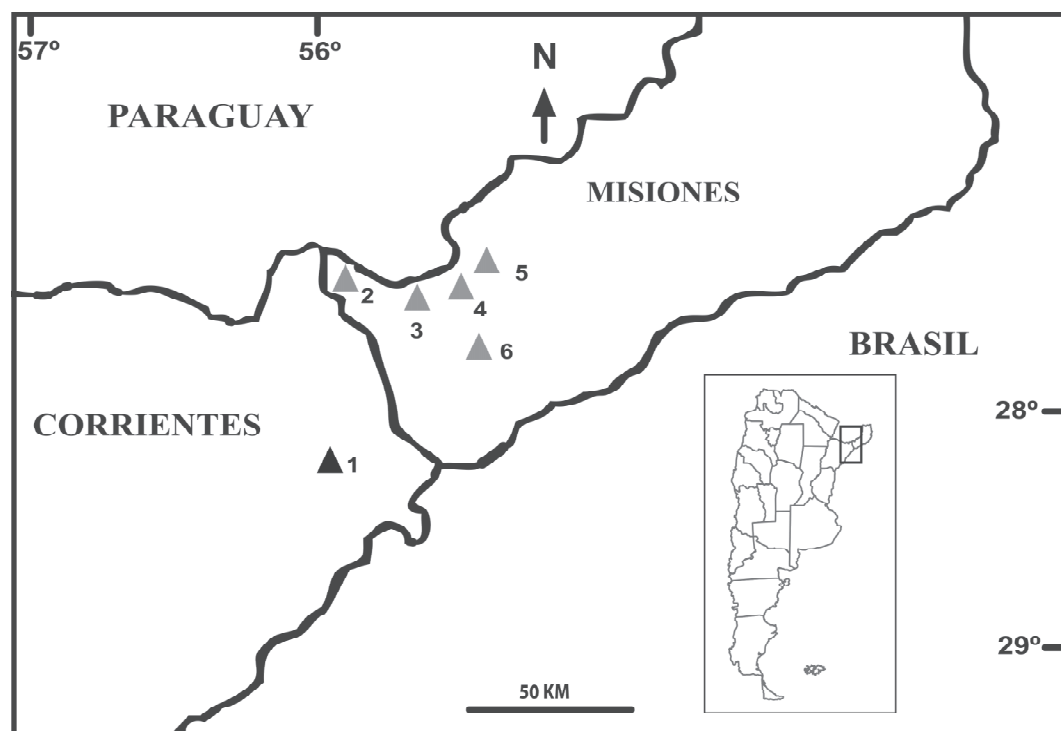 57º
56º
N
PARAGUAY
MISIONES
5
2
4
3
6
BRASIL
28º
CORRIENTES
1
29º
50 KM